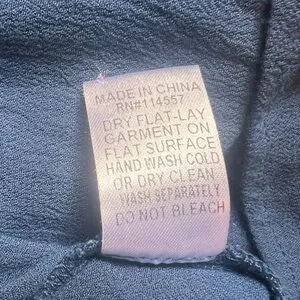 MADE IN CHINA
RN#114557
DRY FLAT-LAY
GARMENT ON
FLAT SURFACE
HAND WASH COLD
OR DRY CLEAN
WASH SEPARATELY
DO NOT BLEACH